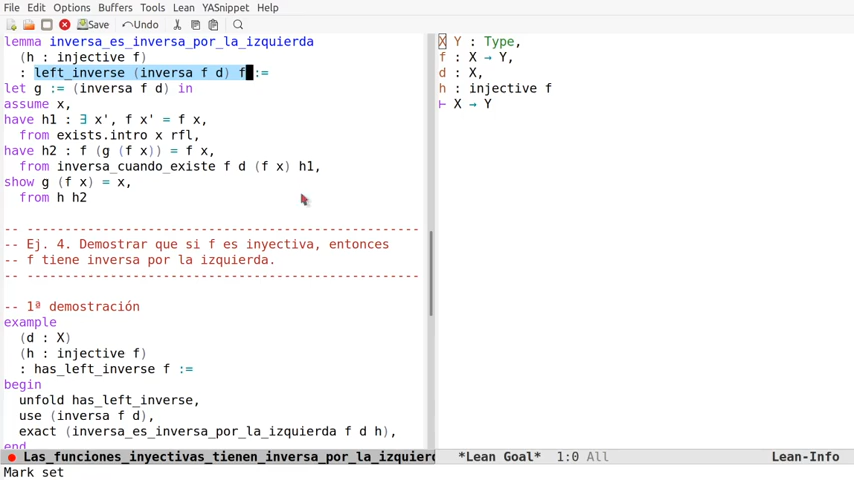 File Edit Options Buffers Tools Lean YASnippet Help
Save Undo
lemma inversa_es_inversa_por_la_izquierda
(h : injective f)
: left_inverse (inversa f d) f :=
let g := (inversa f d) in
assume x,
have h1 : ∃ x', f x' = f x,
from exists.intro x rfl,
have h2 : f (g (f x)) = f x,
from inversa_cuando_existe f d (f x) h1,
show g (f x) = x,
from h h2
-- ---------------------------------------------------
-- Ej. 4. Demostrar que si f es inyectiva, entonces
-- f tiene inversa por la izquierda.
-- ---------------------------------------------------
-- 1ª demostración
example
(d : X)
(h : injective f)
: has_left_inverse f :=
begin
unfold has_left_inverse,
use (inversa f d),
exact (inversa_es_inversa_por_la_izquierda f d h),
end
X Y : Type,
f : X → Y,
d : X,
h : injective f
⊢ X → Y
Las_funciones_inyectivas_tienen_inversa_por_la_izquierd
*Lean Goal* 1:0 All Lean-Info
Mark set